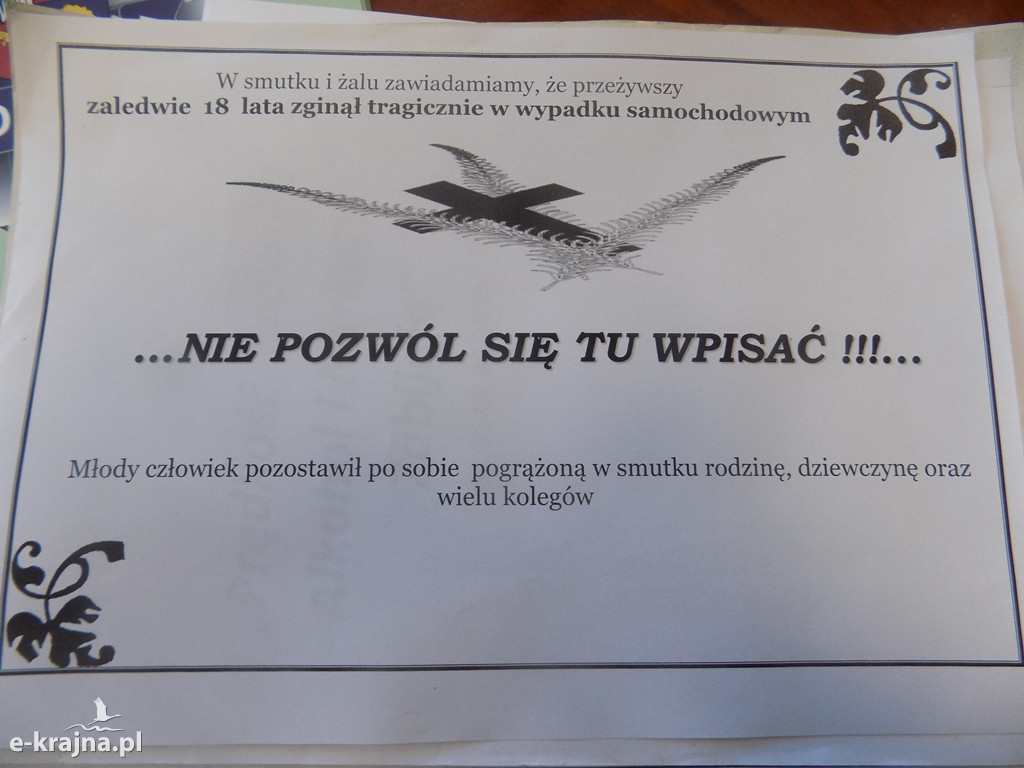 W smutku i żalu zawiadamiamy, że przeżywszy
zaledwie 18 lata zginął tragicznie w wypadku samochodowym
...NIE POZWÓL SIĘ TU WPISAĆ !!!...
Młody człowiek pozostawił po sobie pogrążoną w smutku rodzinę, dziewczynę oraz
wielu kolegów
e-krajna.pl